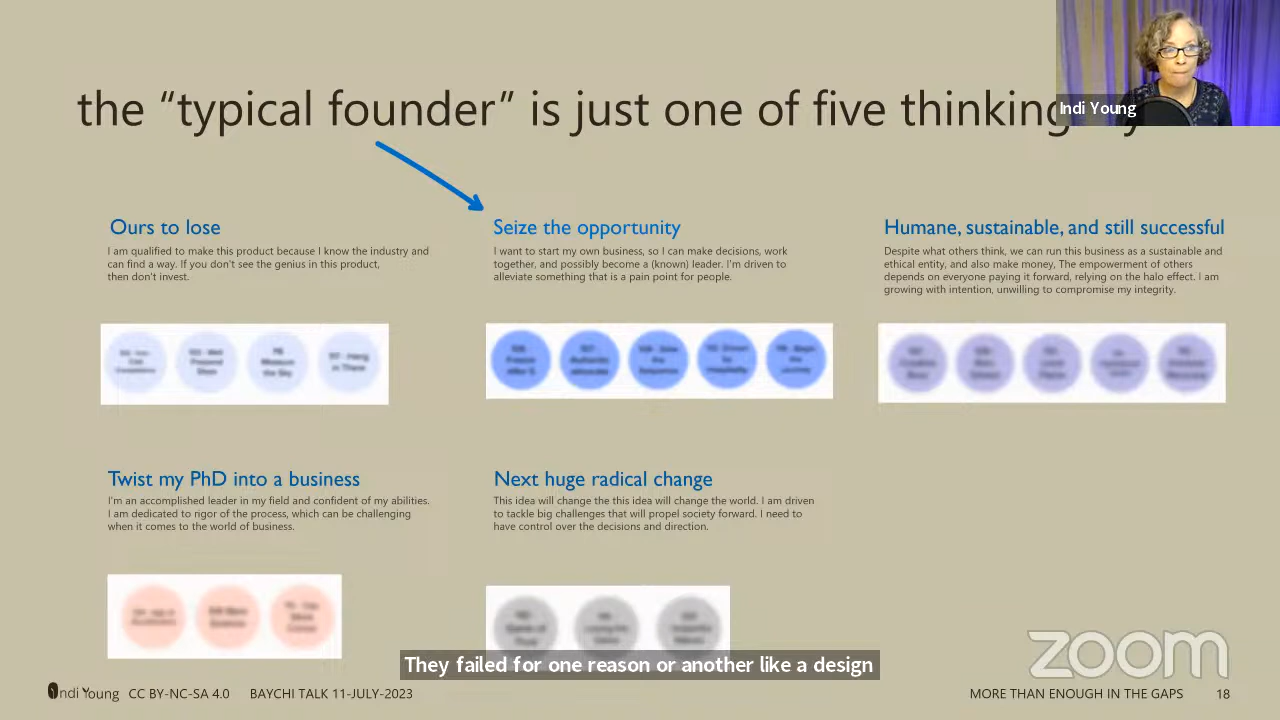 the “typical founder” is just one of five thinking
Indi Young
Ours to lose
I am qualified to make this product because I know the industry and
can find a way. If you don't see the genius in this product,
then don't invest.
Seize the opportunity
I want to start my own business, so I can make decisions, work
together, and possibly become a (known) leader. I'm driven to
alleviate something that is a pain point for people.
Humane, sustainable, and still successful
Despite what others think, we can run this business as a sustainable and
ethical entity, and also make money, The empowerment of others
depends on everyone paying it forward, relying on the halo effect. I am
growing with intention, unwilling to compromise my integrity.
Twist my PhD into a business
I'm an accomplished leader in my field and confident of my abilities.
I am dedicated to rigor of the process, which can be challenging
when it comes to the world of business.
Next huge radical change
This idea will change the this idea will change the world. I am driven
to tackle big challenges that will propel society forward. I need to
have control over the decisions and direction.
They failed for one reason or another like a design
zoom
Indi Young CC BY-NC-SA 4.0 BAYCHI TALK 11-JULY-2023
MORE THAN ENOUGH IN THE GAPS 18